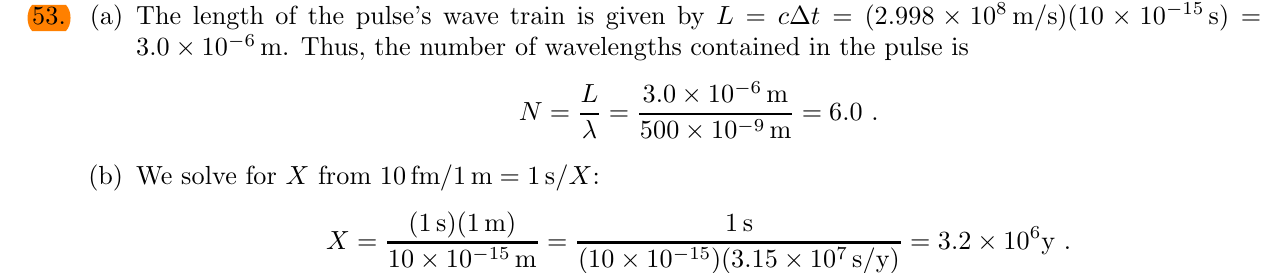 53. (a) The length of the pulse's wave train is given by L = cΔt = (2.998 × 10⁸ m/s)(10 × 10⁻¹⁵ s) =
3.0 × 10⁻⁶ m. Thus, the number of wavelengths contained in the pulse is
N = L/λ = 3.0 × 10⁻⁶ m / 500 × 10⁻⁹ m = 6.0 .
(b) We solve for X from 10 fm/1 m = 1 s/X:
X = (1 s)(1 m) / 10 × 10⁻¹⁵ m = 1 s / (10 × 10⁻¹⁵)(3.15 × 10⁷ s/y) = 3.2 × 10⁶y .